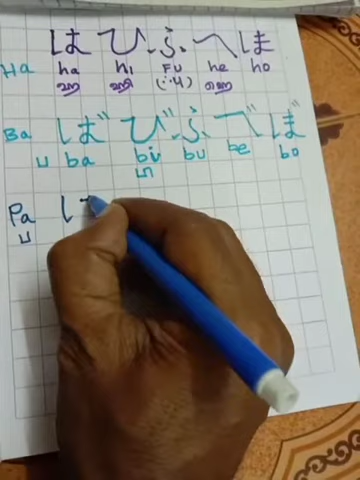 は ひ ふ へ ほ
Ha ha hi FU he ho
ஹ ஹி (ஃபு) ஹெ
Ba ば び ぶ べ ぼ
ப ba bi bu be bo
பி
Pa
ப